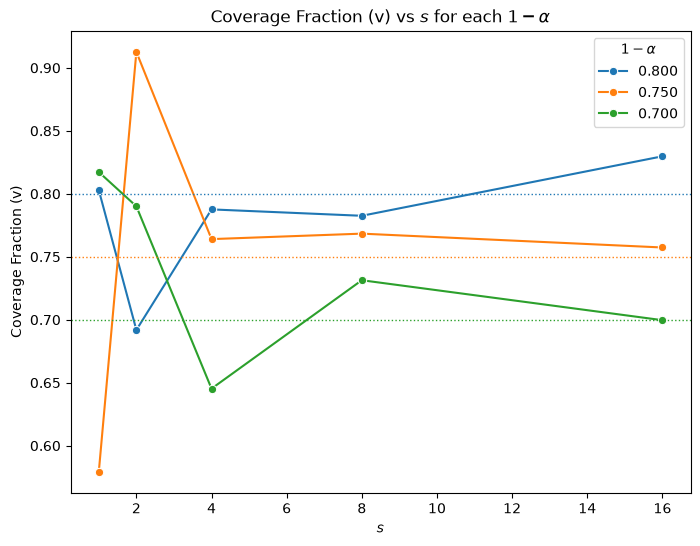 Coverage Fraction (v) vs s for each 1 − α
1 − α
0.800
0.750
0.700
Coverage Fraction (v)
0.90
0.85
0.80
0.75
0.70
0.65
0.60
2 4 6 8 10 12 14 16
s